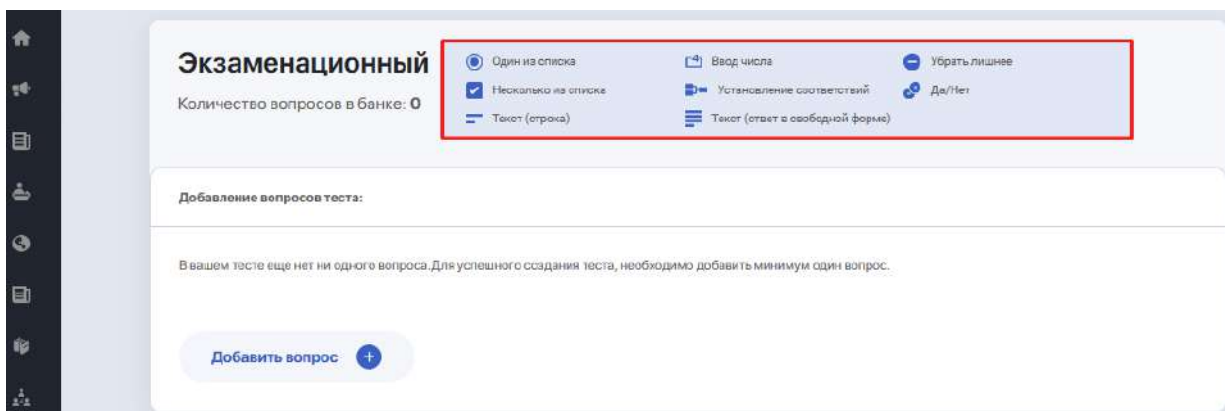 Экзаменационный
Количество вопросов в банке: 0
Один из списка
Несколько из списка
Текст (строка)
Ввод числа
Установление соответствий
Текст (ответ в свободной форме)
Убрать лишнее
Да/Нет
Добавление вопросов теста:
В вашем тесте еще нет ни одного вопроса.Для успешного создания теста, необходимо добавить минимум один вопрос.
Добавить вопрос